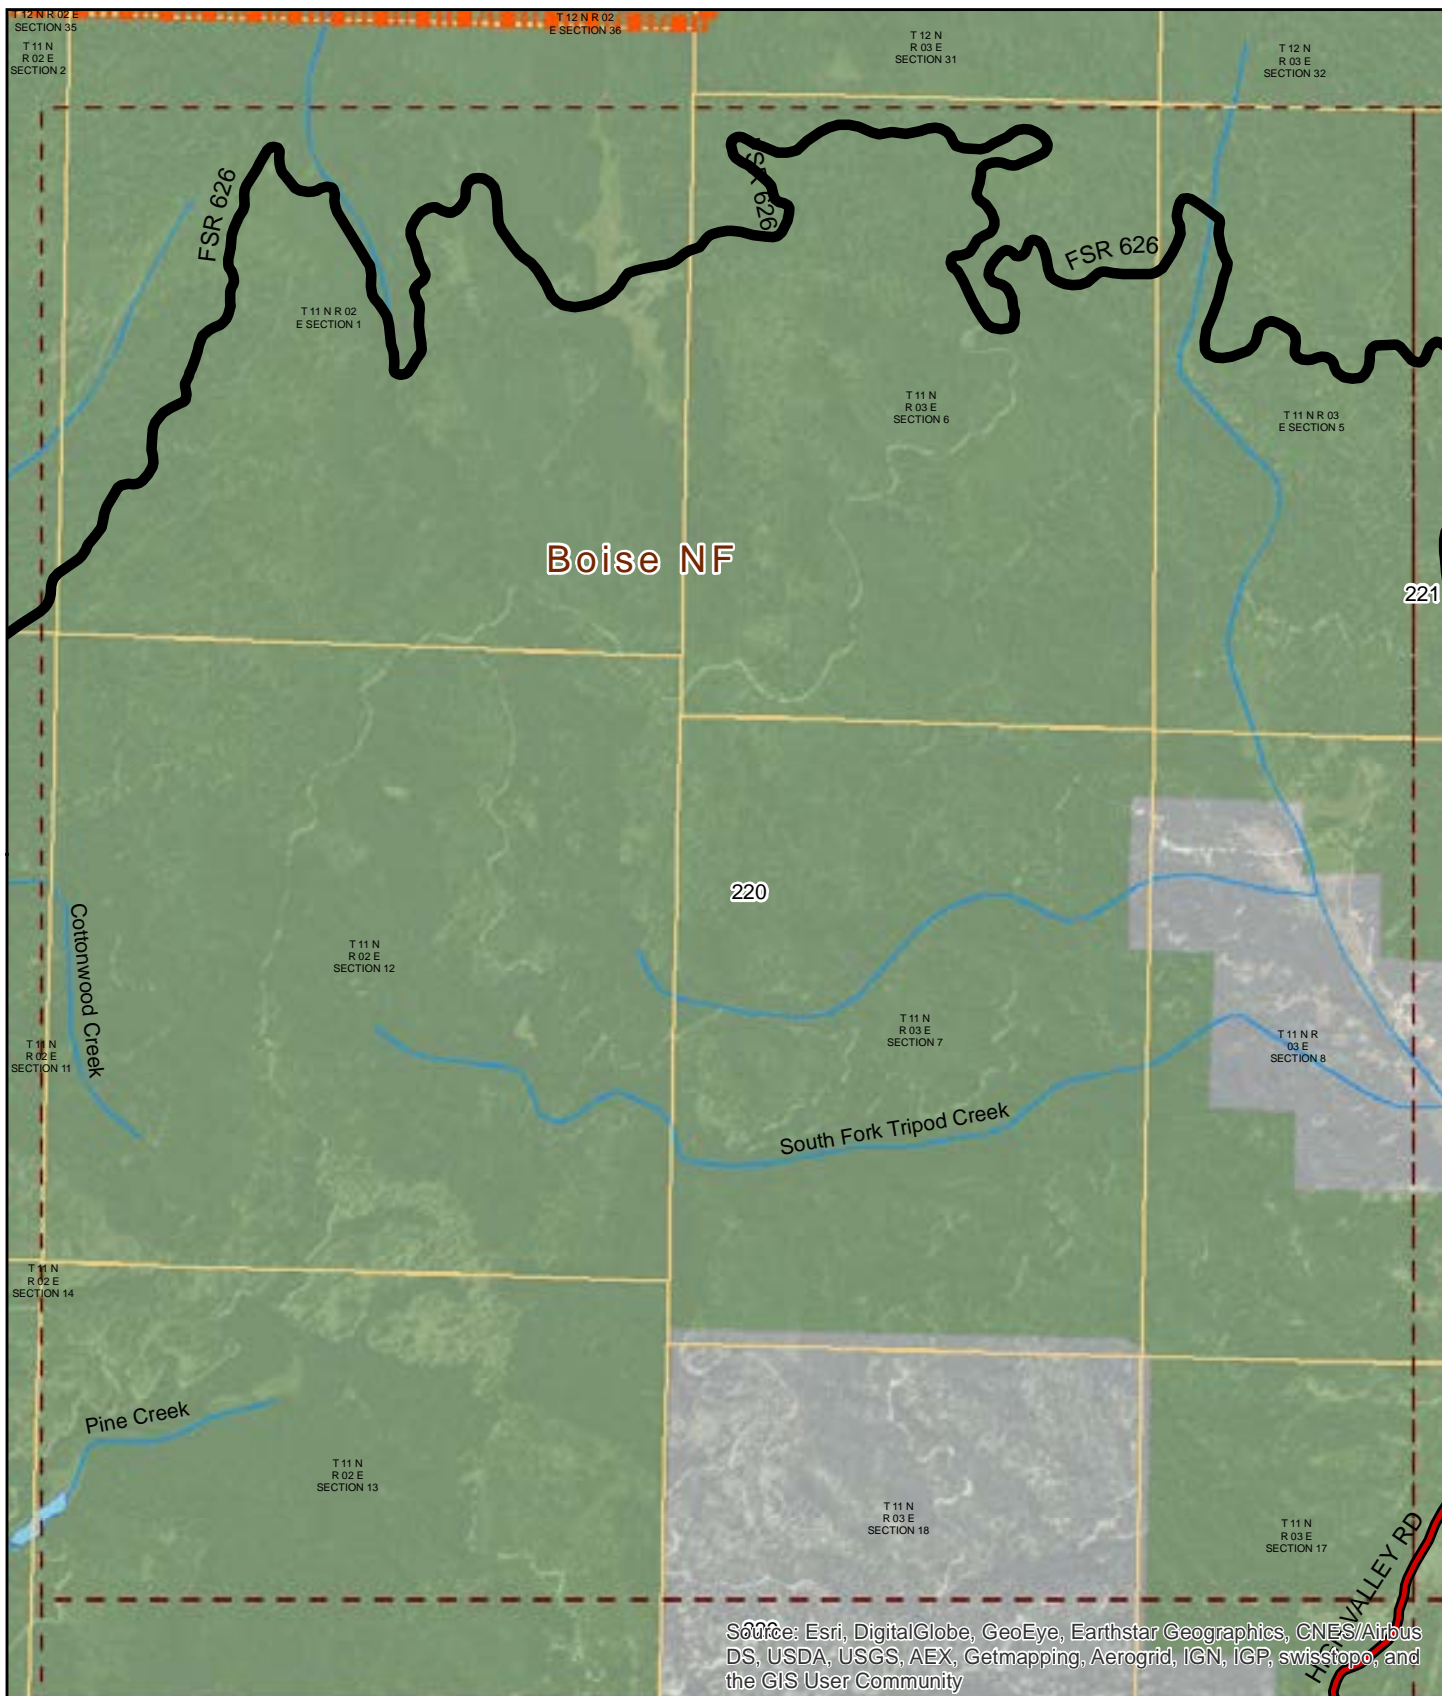 T 12 N R 02 E
SECTION 35
T 12 N R 02
E SECTION 36
T 11 N
R 02 E
SECTION 2
T 12 N
R 03 E
SECTION 31
T 12 N
R 03 E
SECTION 32
FSR 626
FSR 626
FSR 626
T 11 N R 02
E SECTION 1
T 11 N
R 03 E
SECTION 6
T 11 N R 03
E SECTION 5
Boise NF
221
220
Cottonwood Creek
T 11 N
R 02 E
SECTION 12
T 11 N
R 02 E
SECTION 11
T 11 N
R 03 E
SECTION 7
T 11 N R
03 E
SECTION 8
South Fork Tripod Creek
T 11 N
R 02 E
SECTION 14
Pine Creek
T 11 N
R 02 E
SECTION 13
T 11 N
R 03 E
SECTION 18
T 11 N
R 03 E
SECTION 17
HIGH VALLEY RD
Source: Esri, DigitalGlobe, GeoEye, Earthstar Geographics, CNES/Airbus
DS, USDA, USGS, AEX, Getmapping, Aerogrid, IGN, IGP, swisstopo, and
the GIS User Community